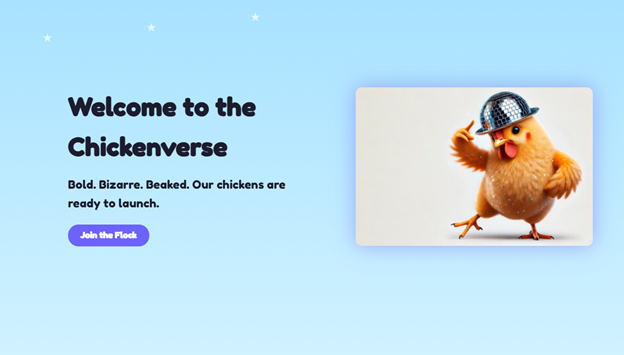 Welcome to the
Chickenverse
Bold. Bizarre. Beaked. Our chickens are
ready to launch.
Join the Flock